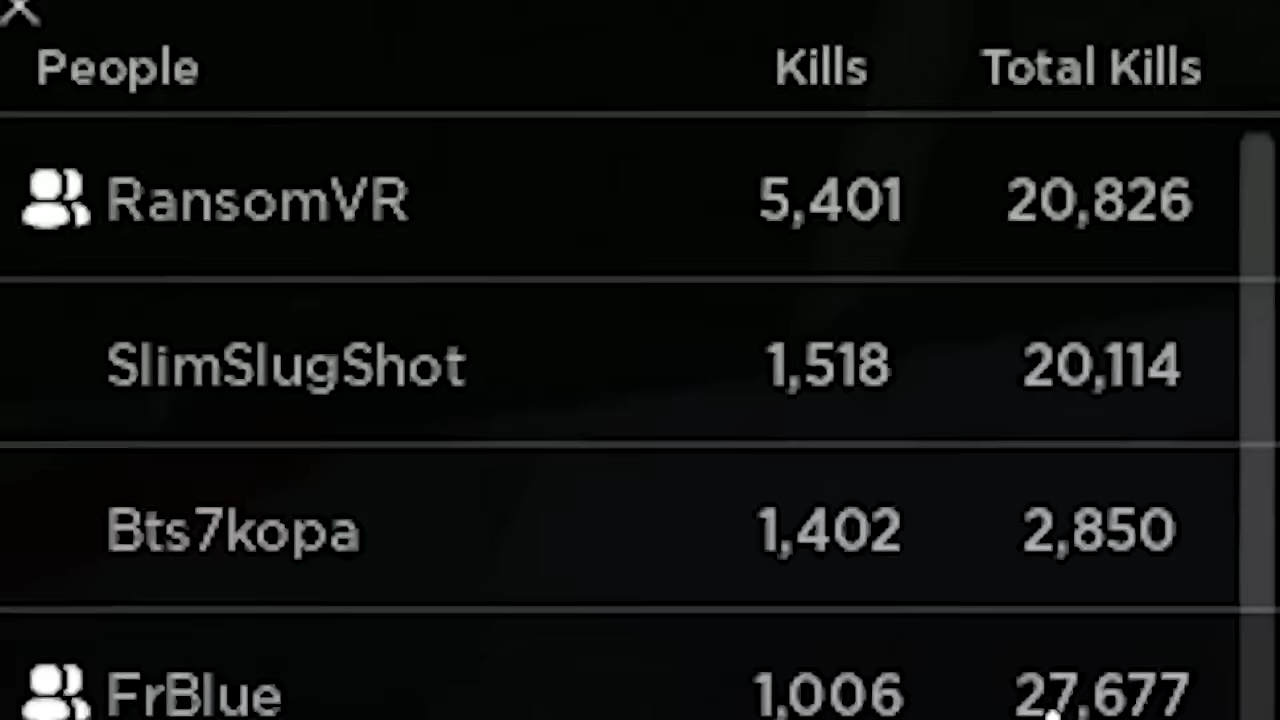 People Kills Total Kills
RansomVR 5,401 20,826
SlimSlugShot 1,518 20,114
Bts7kopa 1,402 2,850
FrBlue 1,006 27,677